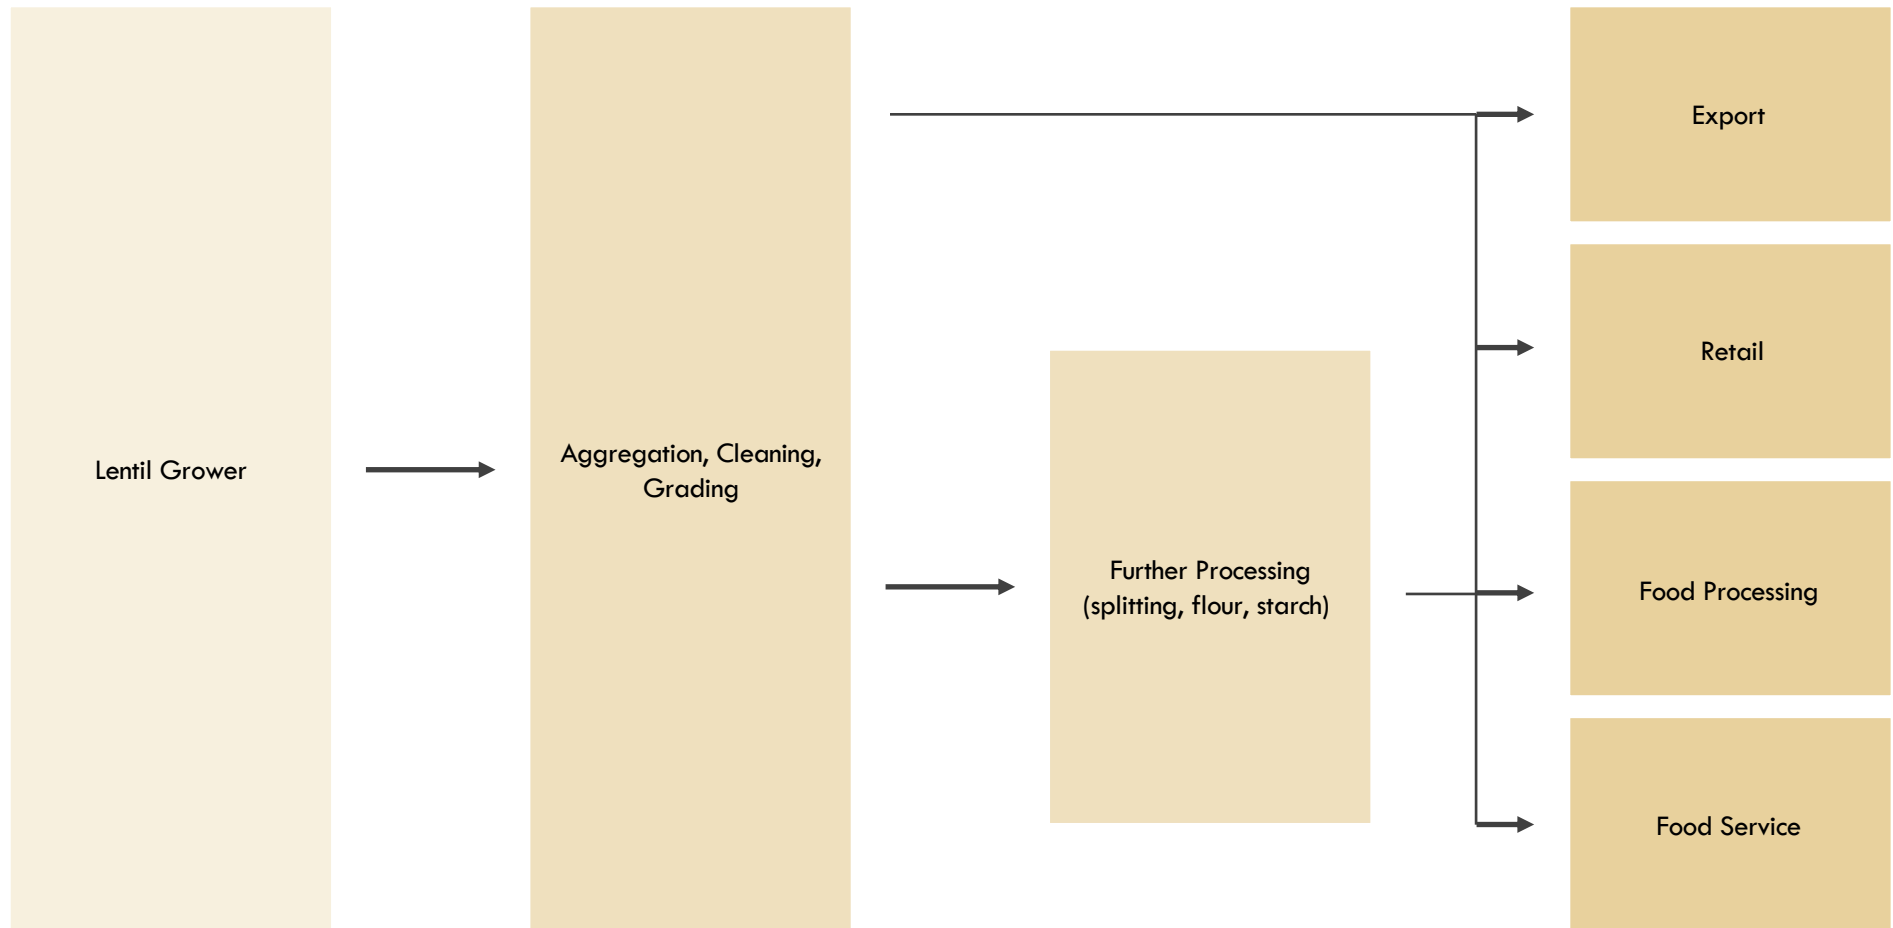 Lentil Grower
Aggregation, Cleaning,
Grading
Further Processing
(splitting, flour, starch)
Export
Retail
Food Processing
Food Service